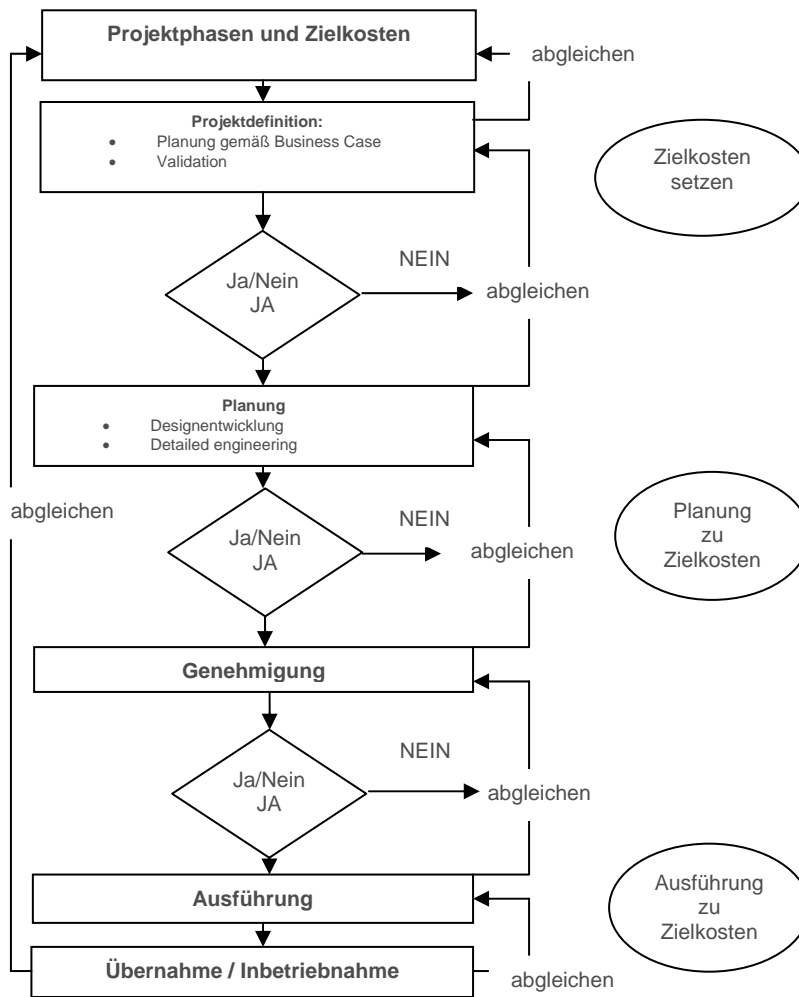 Projektphasen und Zielkosten
abgleichen
Projektdefinition:
• Planung gemäß Business Case
• Validation
Zielkosten
setzen
NEIN
Ja/Nein
JA
abgleichen
Planung
• Designentwicklung
• Detailed engineering
abgleichen
NEIN
Ja/Nein
JA
abgleichen
Planung
zu
Zielkosten
Genehmigung
NEIN
Ja/Nein
JA
abgleichen
Ausführung
Ausführung
zu
Zielkosten
Übernahme / Inbetriebnahme
abgleichen